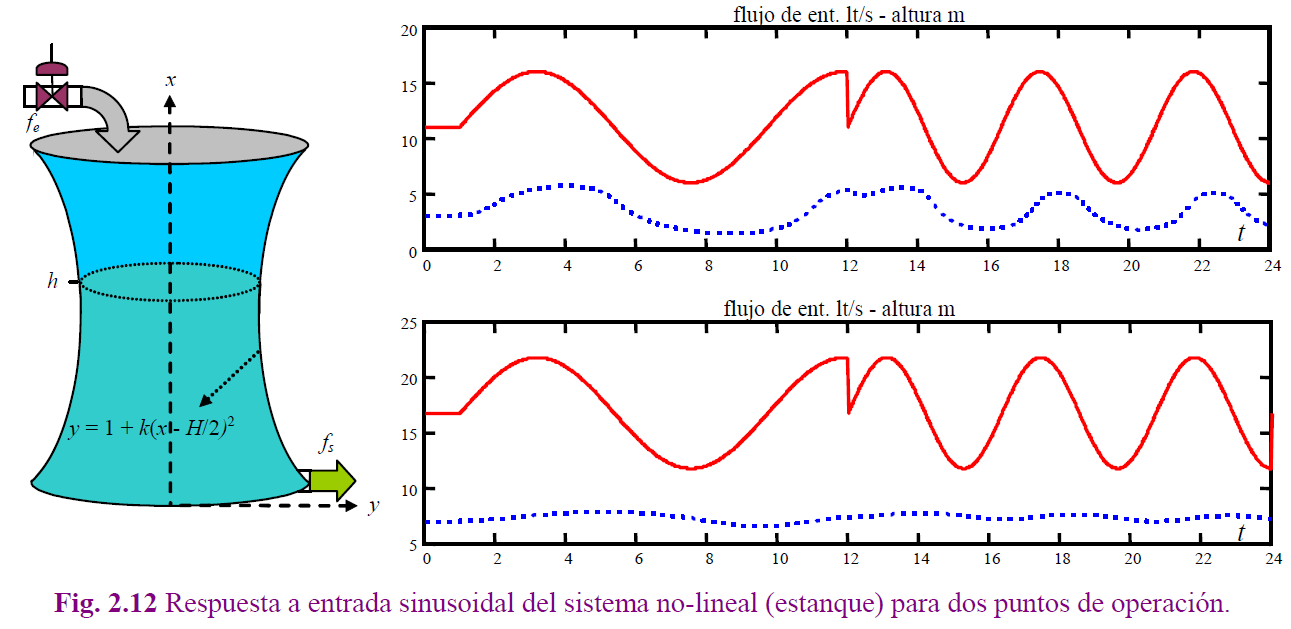 flujo de ent. lt/s - altura m
20
15
10
5
0
t
0 2 4 6 8 10 12 14 16 18 20 22 24
x
f_e
h
y = 1 + k(x - H/2)²
f_s
y
flujo de ent. lt/s - altura m
25
20
15
10
5
t
0 2 4 6 8 10 12 14 16 18 20 22 24
Fig. 2.12 Respuesta a entrada sinusoidal del sistema no-lineal (estanque) para dos puntos de operación.